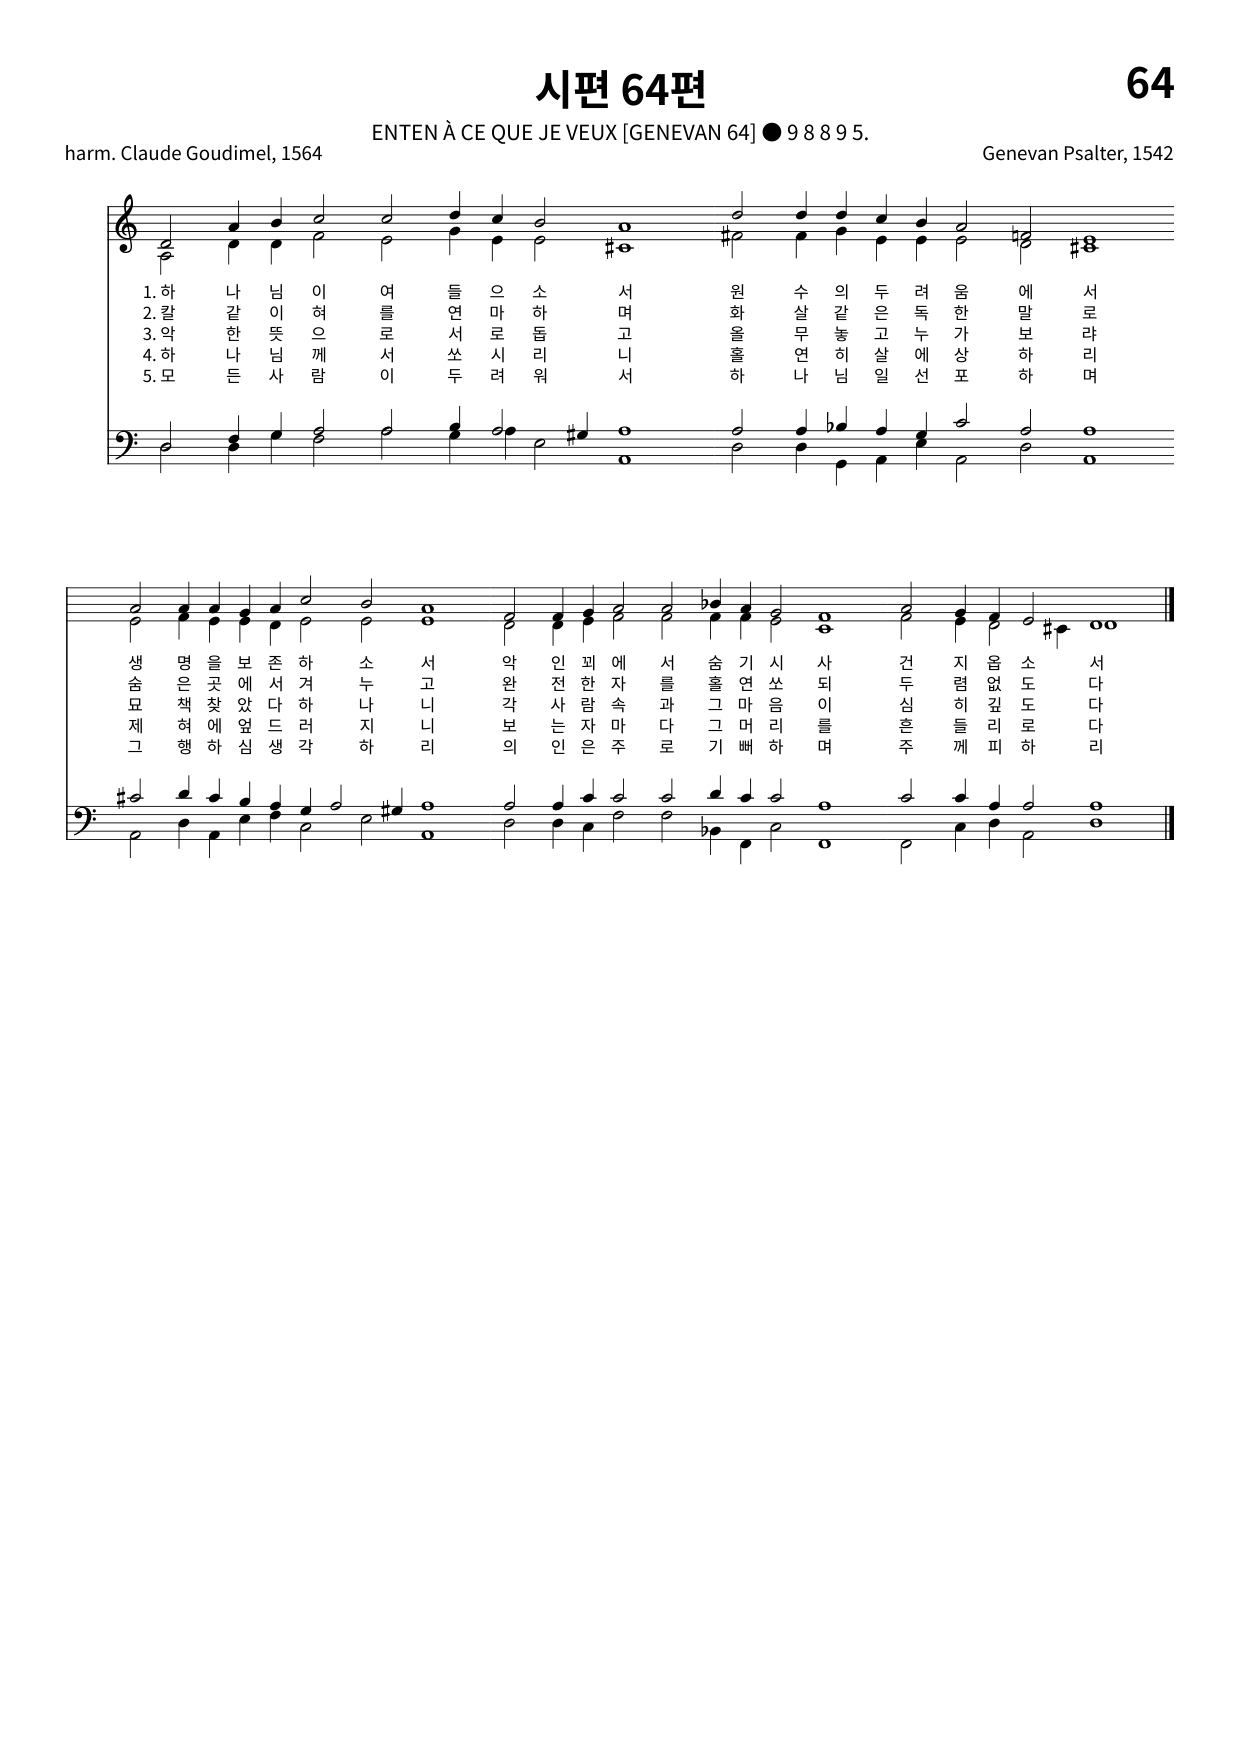 시편 64편
64
ENTEN À CE QUE JE VEUX [GENEVAN 64] ● 9 8 8 9 5.
harm. Claude Goudimel, 1564
Genevan Psalter, 1542
1. 하 나 님 이 여 들 으 소 서 원 수 의 두 려 움 에 서
2. 칼 같 이 혀 를 연 마 하 며 화 살 같 은 독 한 말 로
3. 악 한 뜻 으 로 서 로 돕 고 올 무 놓 고 누 가 보 랴
4. 하 나 님 께 서 쏘 시 리 니 홀 연 히 살 에 상 하 리
5. 모 든 사 람 이 두 려 워 서 하 나 님 일 선 포 하 며
생 명 을 보 존 하 소 서 악 인 꾀 에 서 숨 기 시 사 건 지 옵 소 서
숨 은 곳 에 서 겨 누 고 완 전 한 자 를 홀 연 쏘 되 두 렴 없 도 다
묘 책 찾 았 다 하 나 니 각 사 람 속 과 그 마 음 이 심 히 깊 도 다
제 혀 에 엎 드 러 지 니 보 는 자 마 다 그 머 리 를 흔 들 리 로 다
그 행 하 심 생 각 하 리 의 인 은 주 로 기 뻐 하 며 주 께 피 하 리